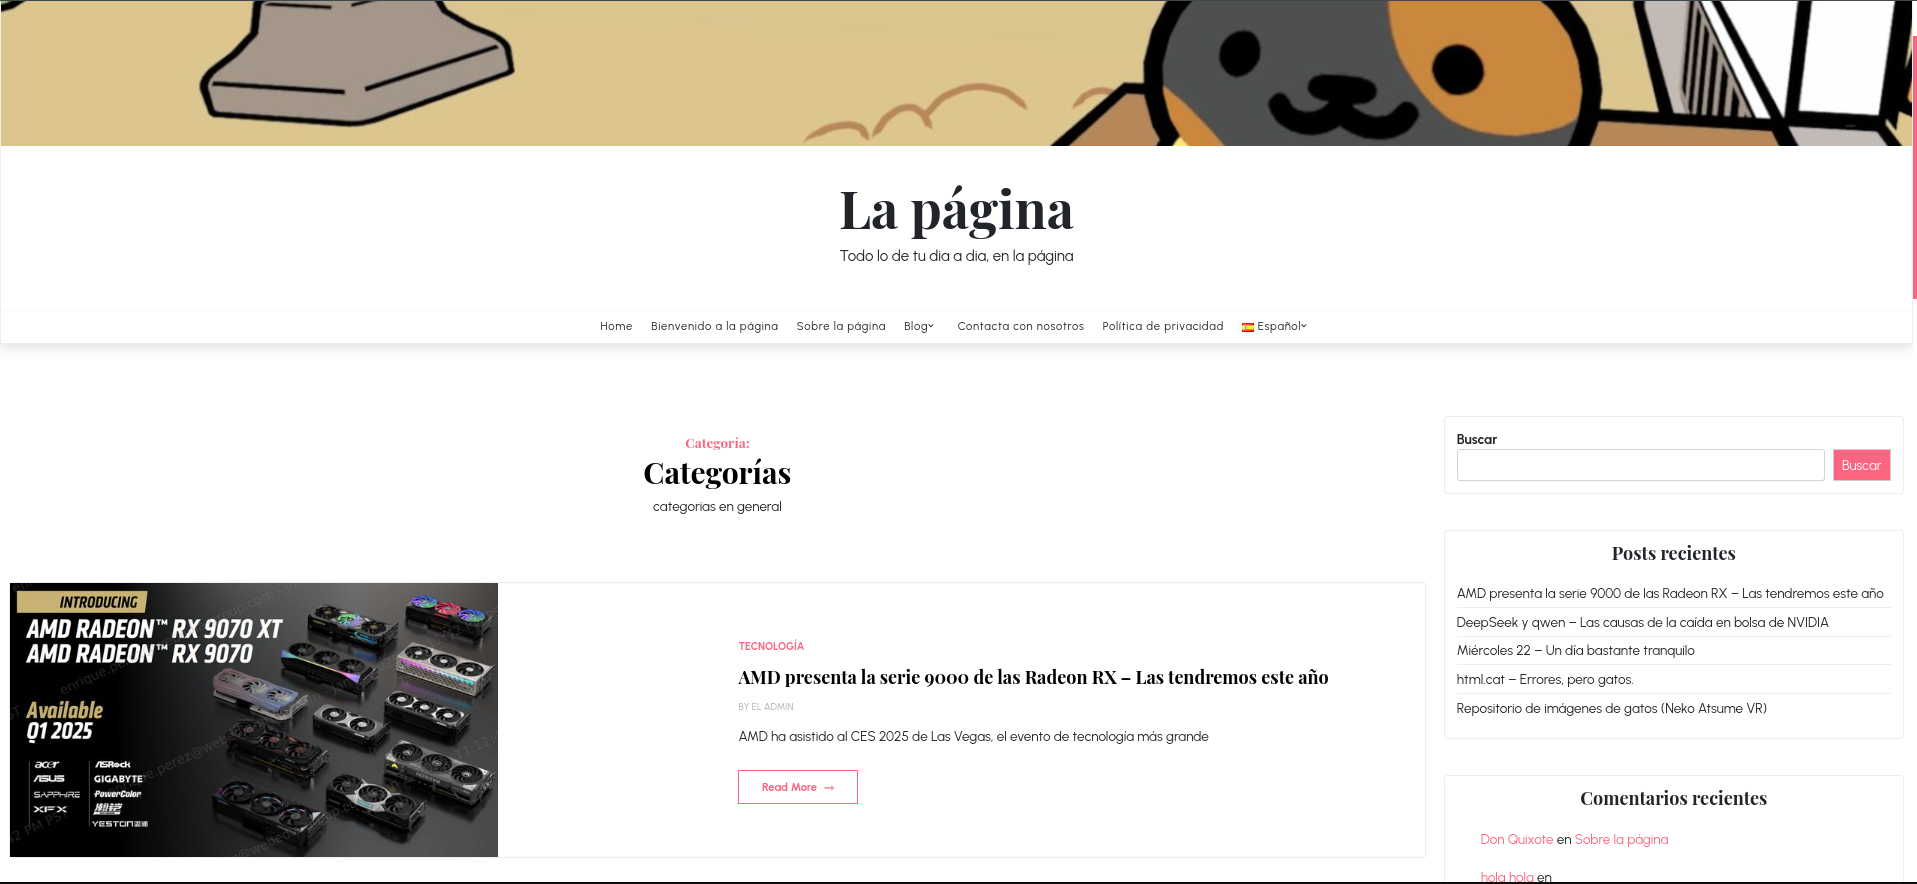 La página
Todo lo de tu dia a dia, en la página
Home Bienvenido a la página Sobre la página Blog Contacta con nosotros Política de privacidad Español
Categoría:
Categorías
categorias en general
INTRODUCING
AMD RADEON™ RX 9070 XT
AMD RADEON™ RX 9070
Available
Q1 2025
acer ASRock
ASUS GIGABYTE
SAPPHIRE PowerColor
XFX
YESTON
TECNOLOGÍA
AMD presenta la serie 9000 de las Radeon RX – Las tendremos este año
BY EL ADMIN
AMD ha asistido al CES 2025 de Las Vegas, el evento de tecnología más grande
Read More →
Buscar
Buscar
Posts recientes
AMD presenta la serie 9000 de las Radeon RX – Las tendremos este año
DeepSeek y qwen – Las causas de la caída en bolsa de NVIDIA
Miércoles 22 – Un día bastante tranquilo
html.cat – Errores, pero gatos.
Repositorio de imágenes de gatos (Neko Atsume VR)
Comentarios recientes
Don Quixote en Sobre la página
hola hola en